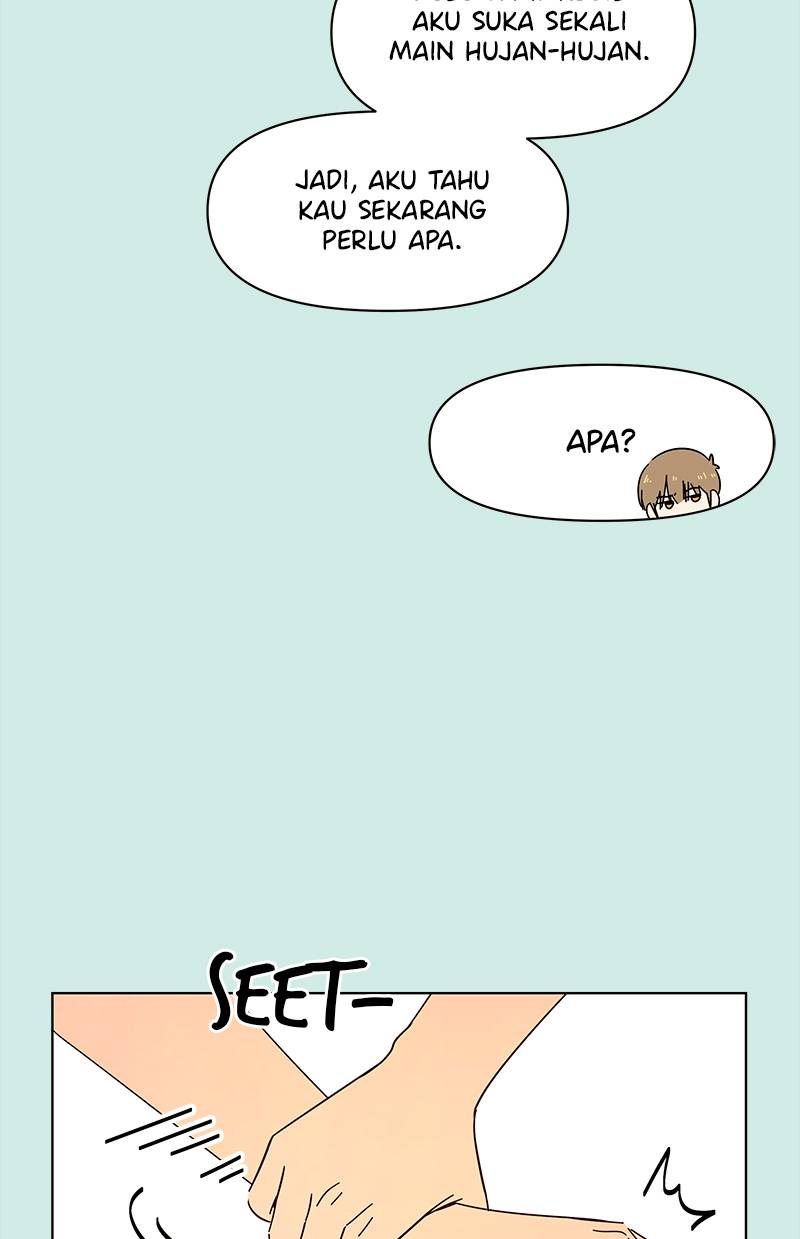 AKU SUKA SEKALI
MAIN HUJAN-HUJAN.
JADI, AKU TAHU
KAU SEKARANG
PERLU APA.
APA?
SEET-